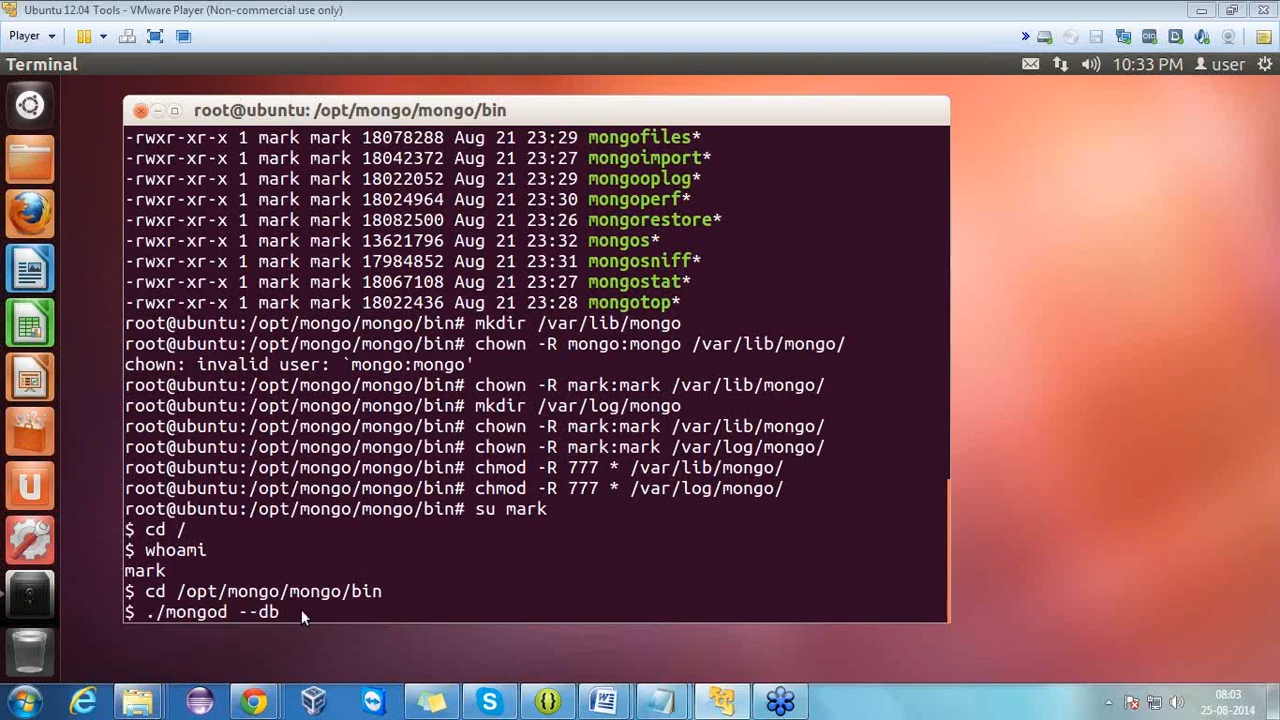 Ubuntu 12.04 Tools - VMware Player (Non-commercial use only)
Player
Terminal
10:33 PM
user
root@ubuntu: /opt/mongo/mongo/bin
-rwxr-xr-x 1 mark mark 18078288 Aug 21 23:29 mongofiles*
-rwxr-xr-x 1 mark mark 18042372 Aug 21 23:27 mongoimport*
-rwxr-xr-x 1 mark mark 18022052 Aug 21 23:29 mongooplog*
-rwxr-xr-x 1 mark mark 18024964 Aug 21 23:30 mongoperf*
-rwxr-xr-x 1 mark mark 18082500 Aug 21 23:26 mongorestore*
-rwxr-xr-x 1 mark mark 13621796 Aug 21 23:32 mongos*
-rwxr-xr-x 1 mark mark 17984852 Aug 21 23:31 mongosniff*
-rwxr-xr-x 1 mark mark 18067108 Aug 21 23:27 mongostat*
-rwxr-xr-x 1 mark mark 18022436 Aug 21 23:28 mongotop*
root@ubuntu:/opt/mongo/mongo/bin# mkdir /var/lib/mongo
root@ubuntu:/opt/mongo/mongo/bin# chown -R mongo:mongo /var/lib/mongo/
chown: invalid user: `mongo:mongo'
root@ubuntu:/opt/mongo/mongo/bin# chown -R mark:mark /var/lib/mongo/
root@ubuntu:/opt/mongo/mongo/bin# mkdir /var/log/mongo
root@ubuntu:/opt/mongo/mongo/bin# chown -R mark:mark /var/lib/mongo/
root@ubuntu:/opt/mongo/mongo/bin# chown -R mark:mark /var/log/mongo/
root@ubuntu:/opt/mongo/mongo/bin# chmod -R 777 * /var/lib/mongo/
root@ubuntu:/opt/mongo/mongo/bin# chmod -R 777 * /var/log/mongo/
root@ubuntu:/opt/mongo/mongo/bin# su mark
$ cd /
$ whoami
mark
$ cd /opt/mongo/mongo/bin
$ ./mongod --db
08:03
25-08-2014